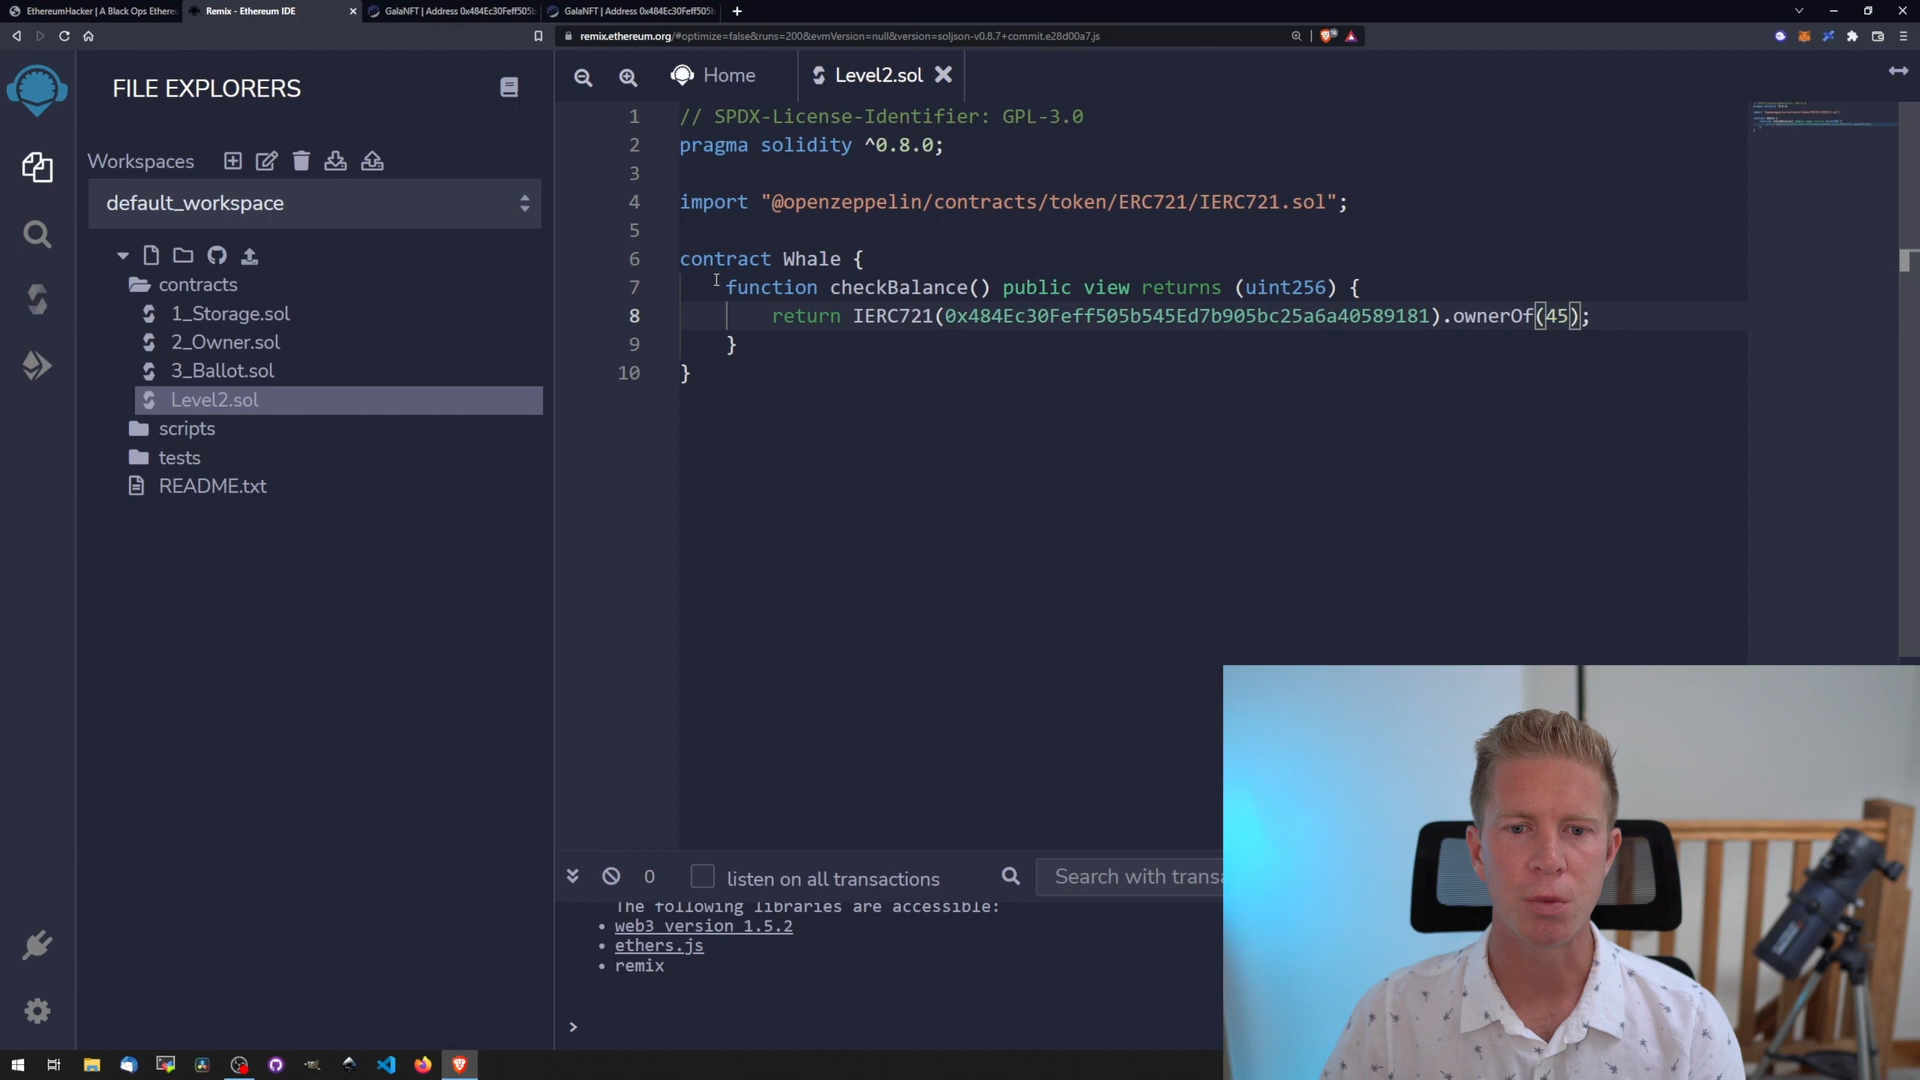 EthereumHacker | A Black Ops Ethere
Remix - Ethereum IDE
GalaNFT | Address 0x484Ec30Feff505b
GalaNFT | Address 0x484Ec30Feff505b
remix.ethereum.org/#optimize=false&runs=200&evmVersion=null&version=soljson-v0.8.7+commit.e28d00a7.js
FILE EXPLORERS
Workspaces
default_workspace
contracts
1_Storage.sol
2_Owner.sol
3_Ballot.sol
Level2.sol
scripts
tests
README.txt
Home
Level2.sol
1 // SPDX-License-Identifier: GPL-3.0
2 pragma solidity ^0.8.0;
3
4 import "@openzeppelin/contracts/token/ERC721/IERC721.sol";
5
6 contract Whale {
7 function checkBalance() public view returns (uint256) {
8 return IERC721(0x484Ec30Feff505b545Ed7b905bc25a6a40589181).ownerOf(45);
9 }
10 }
0
listen on all transactions
Search with transa
The following libraries are accessible:
• web3 version 1.5.2
• ethers.js
• remix
>